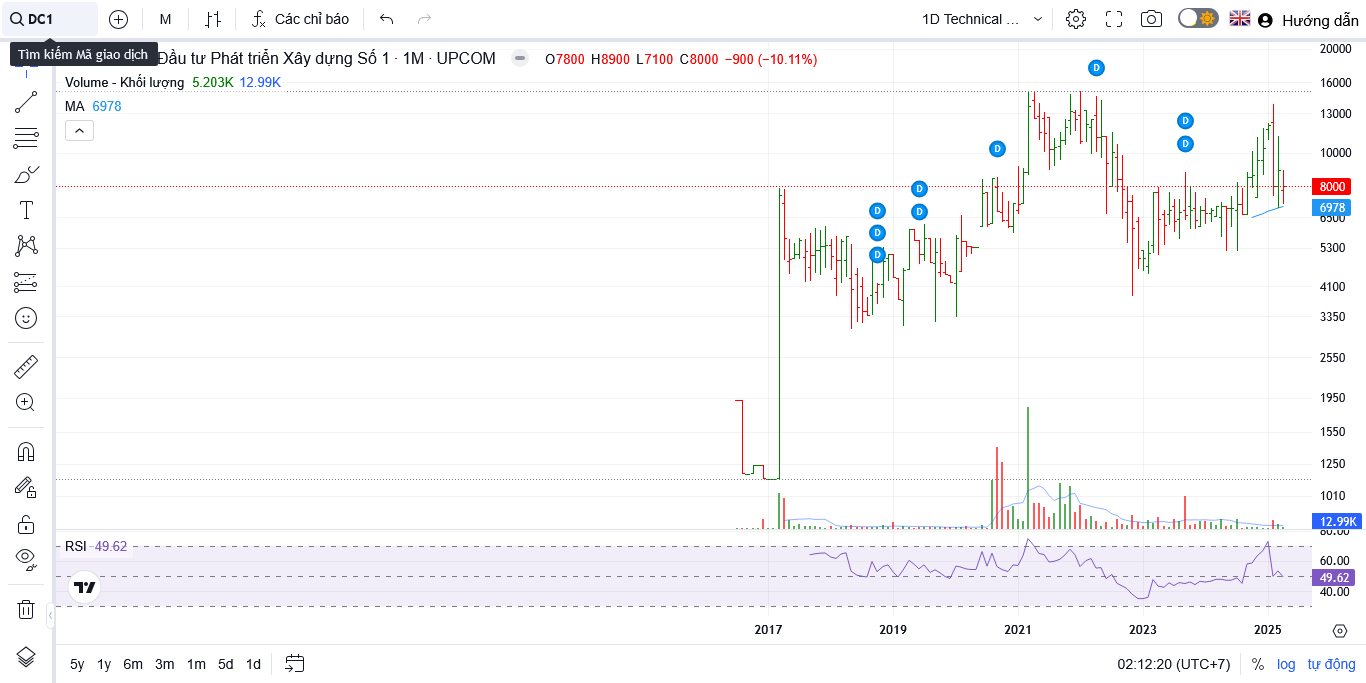 DC1
M
Các chỉ báo
1D Technical ...
Hướng dẫn
Tìm kiếm Mã giao dịch
Đầu tư Phát triển Xây dựng Số 1 · 1M · UPCOM
O7800 H8900 L7100 C8000 −900 (−10.11%)
Volume - Khối lượng 5.203K 12.99K
MA 6978
D
D
D
D
D
D
D
D
D
20000
16000
13000
10000
8000
6978
6500
5300
4100
3350
2550
1950
1550
1250
1010
12.99K
80.00
RSI 49.62
60.00
49.62
40.00
2017
2019
2021
2023
2025
5y 1y 6m 3m 1m 5d 1d
02:12:20 (UTC+7)
%
log
tự động